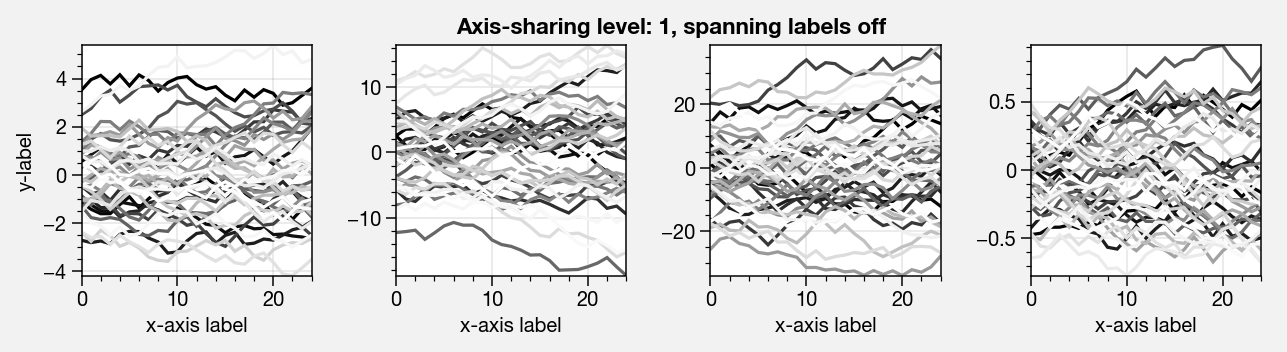 Axis-sharing level: 1, spanning labels off
y-label
4
2
0
−2
−4
0 10 20
x-axis label
10
0
−10
0 10 20
x-axis label
20
0
−20
0 10 20
x-axis label
0.5
0
−0.5
0 10 20
x-axis label